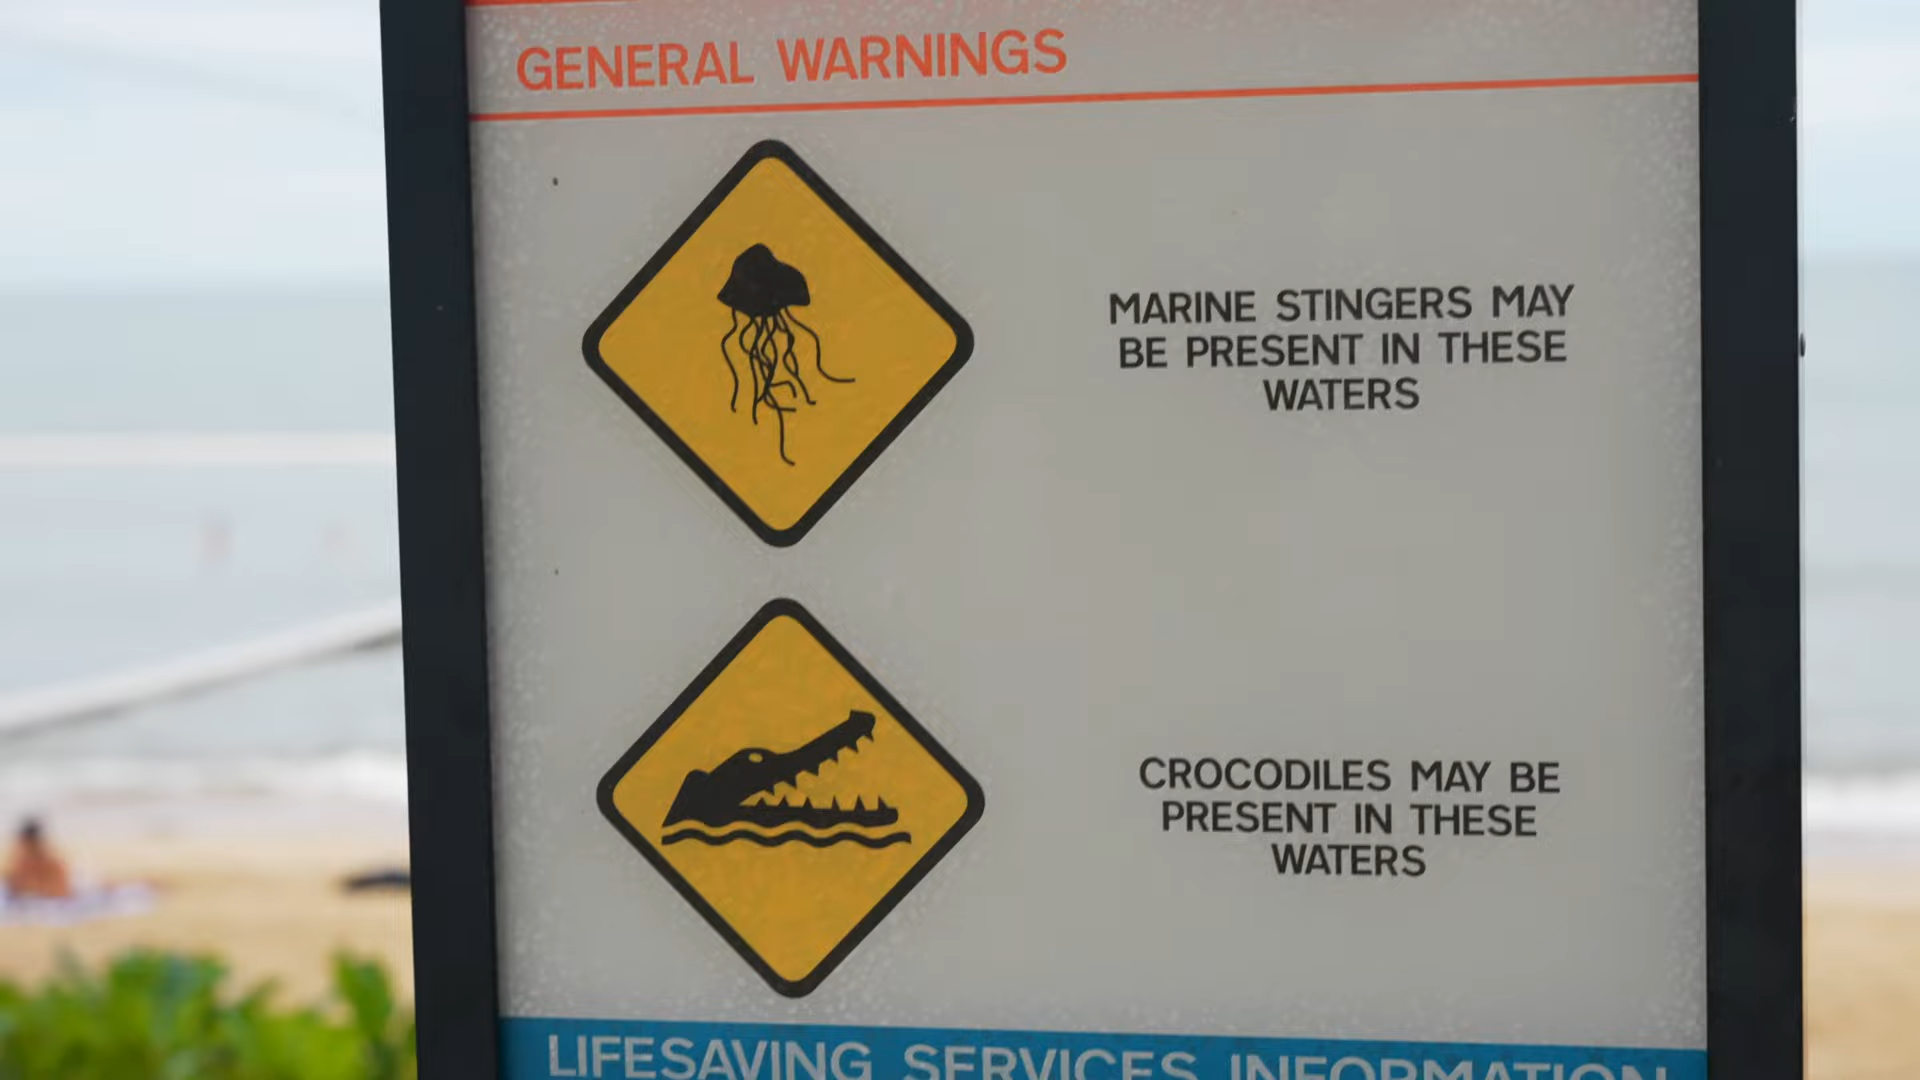 GENERAL WARNINGS
MARINE STINGERS MAY
BE PRESENT IN THESE
WATERS
CROCODILES MAY BE
PRESENT IN THESE
WATERS
LIFESAVING SERVICES INFORMATION